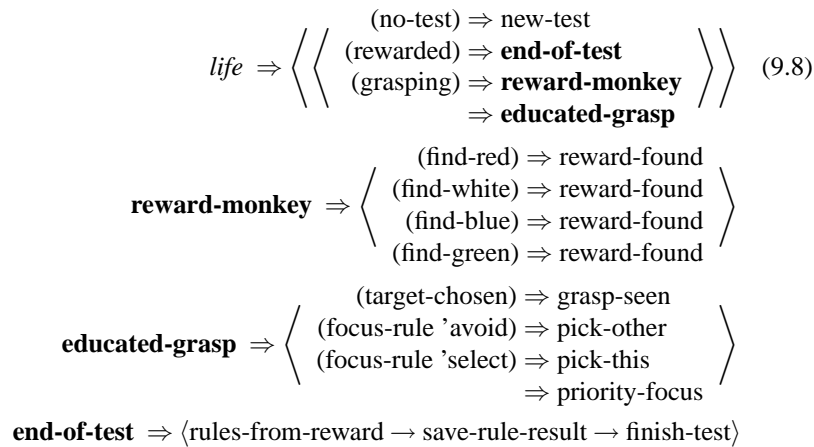 (no-test) ⇒ new-test
(rewarded) ⇒ end-of-test
life ⇒ ⟨⟨ (grasping) ⇒ reward-monkey ⟩⟩ (9.8)
⇒ educated-grasp
(find-red) ⇒ reward-found
(find-white) ⇒ reward-found
reward-monkey ⇒ ⟨ (find-blue) ⇒ reward-found ⟩
(find-green) ⇒ reward-found
(target-chosen) ⇒ grasp-seen
(focus-rule 'avoid) ⇒ pick-other
educated-grasp ⇒ ⟨ (focus-rule 'select) ⇒ pick-this ⟩
⇒ priority-focus
end-of-test ⇒ ⟨rules-from-reward → save-rule-result → finish-test⟩